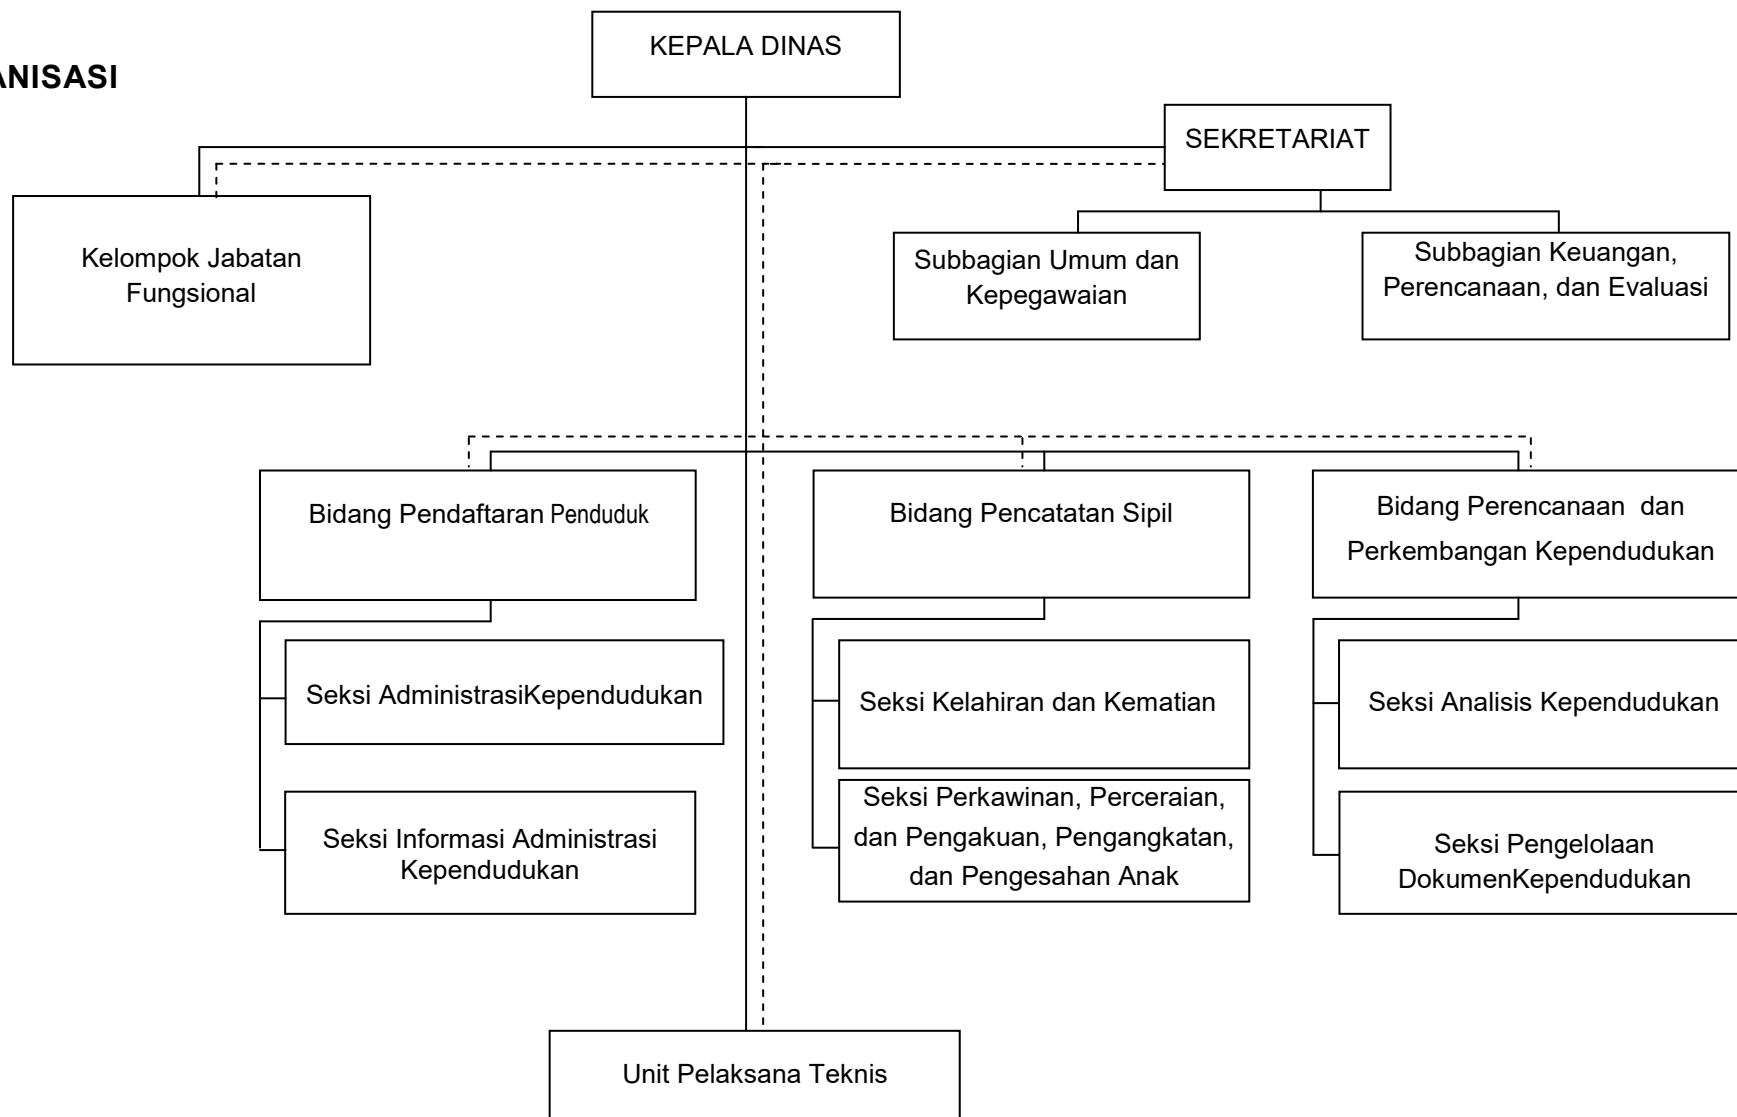 KEPALA DINAS
ANISASI
SEKRETARIAT
Kelompok Jabatan
Fungsional
Subbagian Umum dan
Kepegawaian
Subbagian Keuangan,
Perencanaan, dan Evaluasi
Bidang Pendaftaran Penduduk
Bidang Pencatatan Sipil
Bidang Perencanaan  dan
Perkembangan Kependudukan
Seksi AdministrasiKependudukan
Seksi Kelahiran dan Kematian
Seksi Analisis Kependudukan
Seksi Informasi Administrasi
Kependudukan
Seksi Perkawinan, Perceraian,
dan Pengakuan, Pengangkatan,
dan Pengesahan Anak
Seksi Pengelolaan
DokumenKependudukan
Unit Pelaksana Teknis